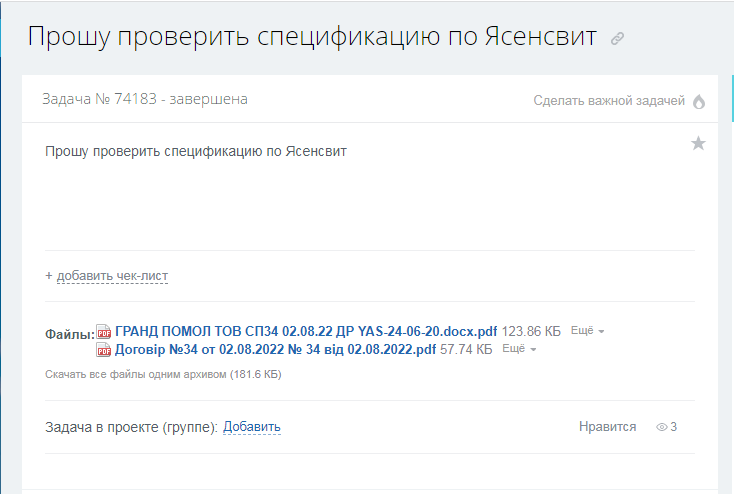 Прошу проверить спецификацию по Ясенсвит
Задача № 74183 - завершена
Сделать важной задачей
Прошу проверить спецификацию по Ясенсвит
+ добавить чек-лист
Файлы: PDF ГРАНД ПОМОЛ ТОВ СП34 02.08.22 ДР YAS-24-06-20.docx.pdf 123.86 КБ Ещё
PDF Договір №34 от 02.08.2022 № 34 від 02.08.2022.pdf 57.74 КБ Ещё
Скачать все файлы одним архивом (181.6 КБ)
Задача в проекте (группе): Добавить
Нравится 3